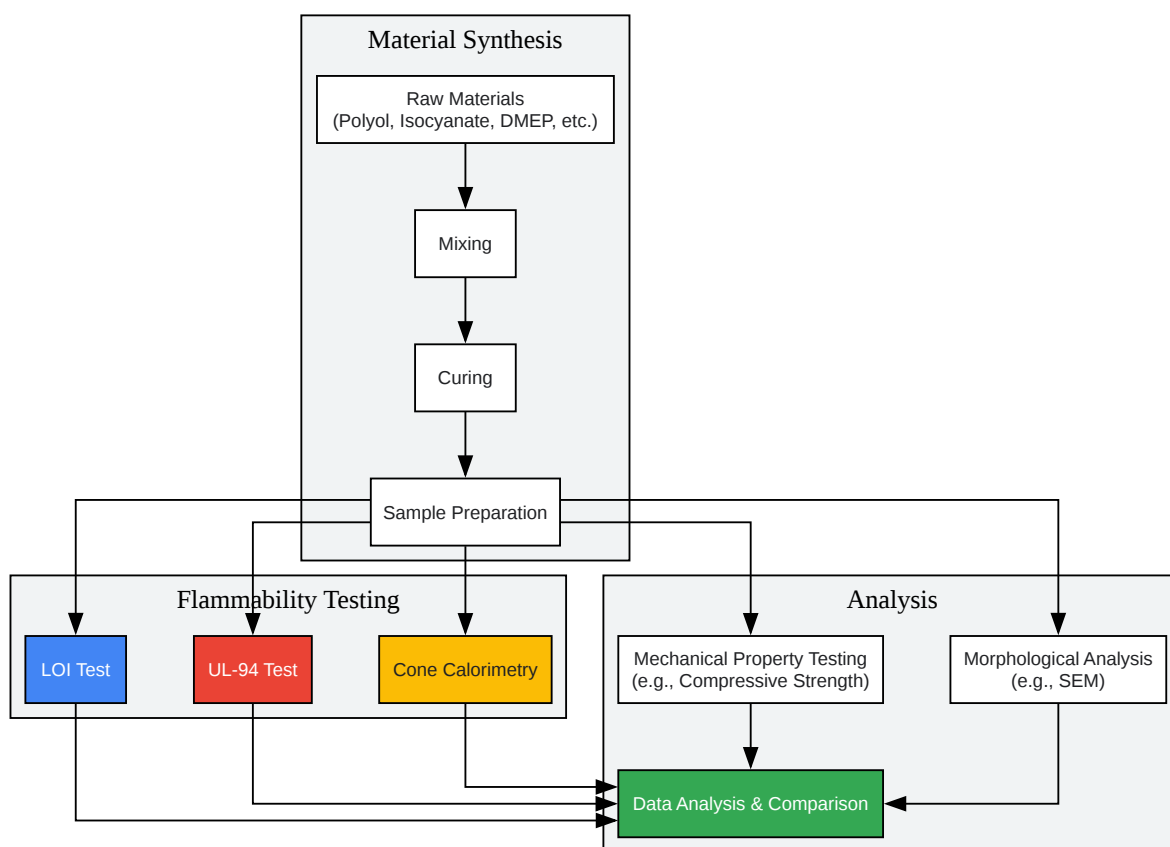 Material Synthesis
Raw Materials
(Polyol, Isocyanate, DMEP, etc.)
Mixing
Curing
Sample Preparation
Flammability Testing
LOI Test
UL-94 Test
Cone Calorimetry
Analysis
Mechanical Property Testing
(e.g., Compressive Strength)
Morphological Analysis
(e.g., SEM)
Data Analysis & Comparison